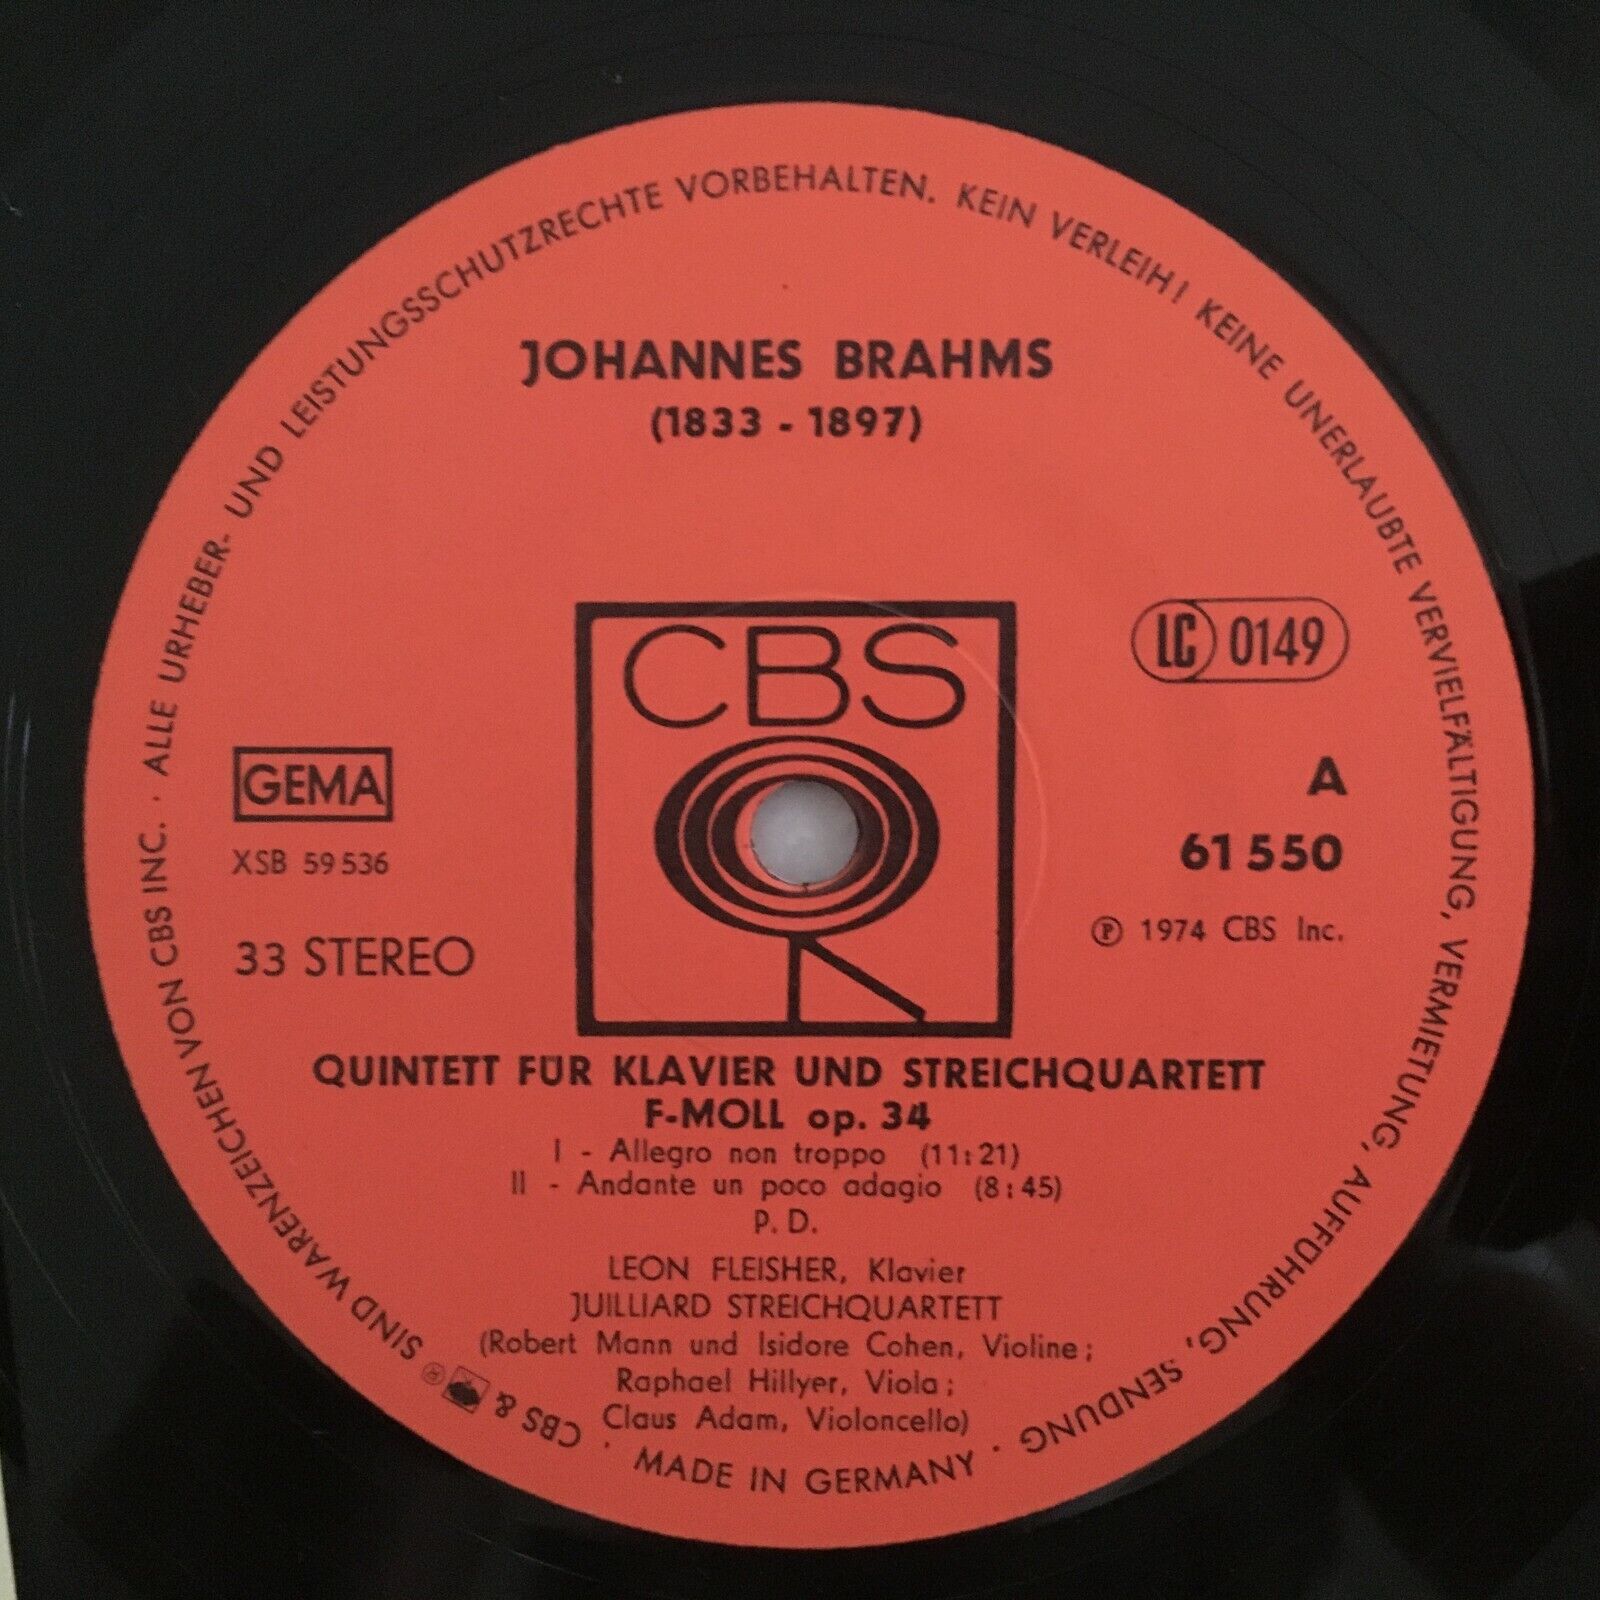 ALLE URHEBER- UND LEISTUNGSSCHUTZRECHTE VORBEHALTEN. KEIN VERLEIH! KEINE UNERLAUBTE VERVIELFÄLTIGUNG, VERMIETUNG, AUFFÜHRUNG, SENDUNG ·
JOHANNES BRAHMS
(1833 - 1897)
CBS
LC 0149
GEMA
A
XSB 59 536
61 550
33 STEREO
Ⓟ 1974 CBS Inc.
QUINTETT FÜR KLAVIER UND STREICHQUARTETT
F-MOLL op. 34
I - Allegro non troppo (11:21)
II - Andante un poco adagio (8:45)
P. D.
LEON FLEISHER, Klavier
JUILLIARD STREICHQUARTETT
(Robert Mann und Isidore Cohen, Violine;
Raphael Hillyer, Viola;
Claus Adam, Violoncello)
MADE IN GERMANY ·
CBS & ® SIND WARENZEICHEN VON CBS INC. ·